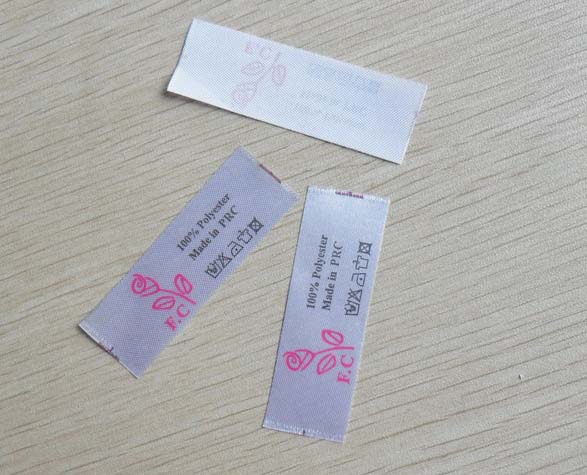 100% Polyester
Made in PRC
F.C
100% Polyester
Made in PRC
F.C
F.C